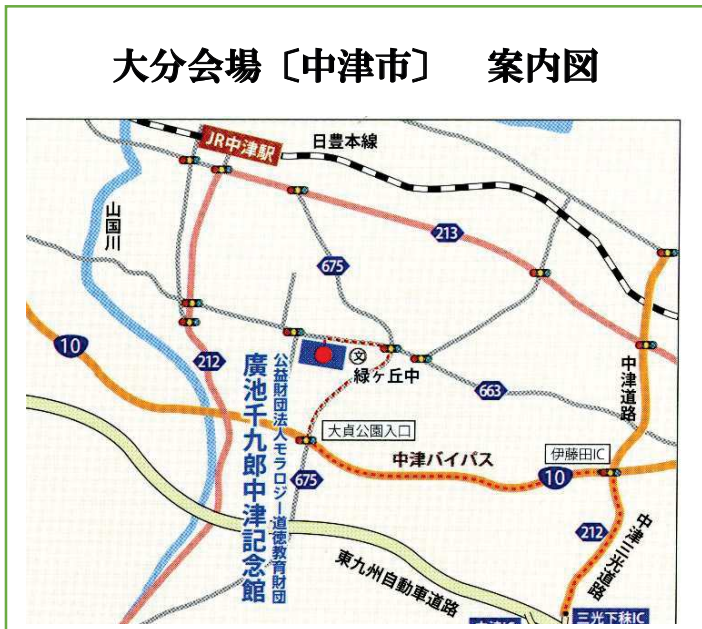 大分会場〔中津市〕　案内図
JR中津駅
日豊本線
山国川
213
675
10
212
文
緑ヶ丘中
663
中津道路
公益財団法人モラロジー道徳教育財団
廣池千九郎中津記念館
大貞公園入口
675
中津バイパス
伊藤田IC
10
212
中津三光道路
東九州自動車道路
三光下秣IC